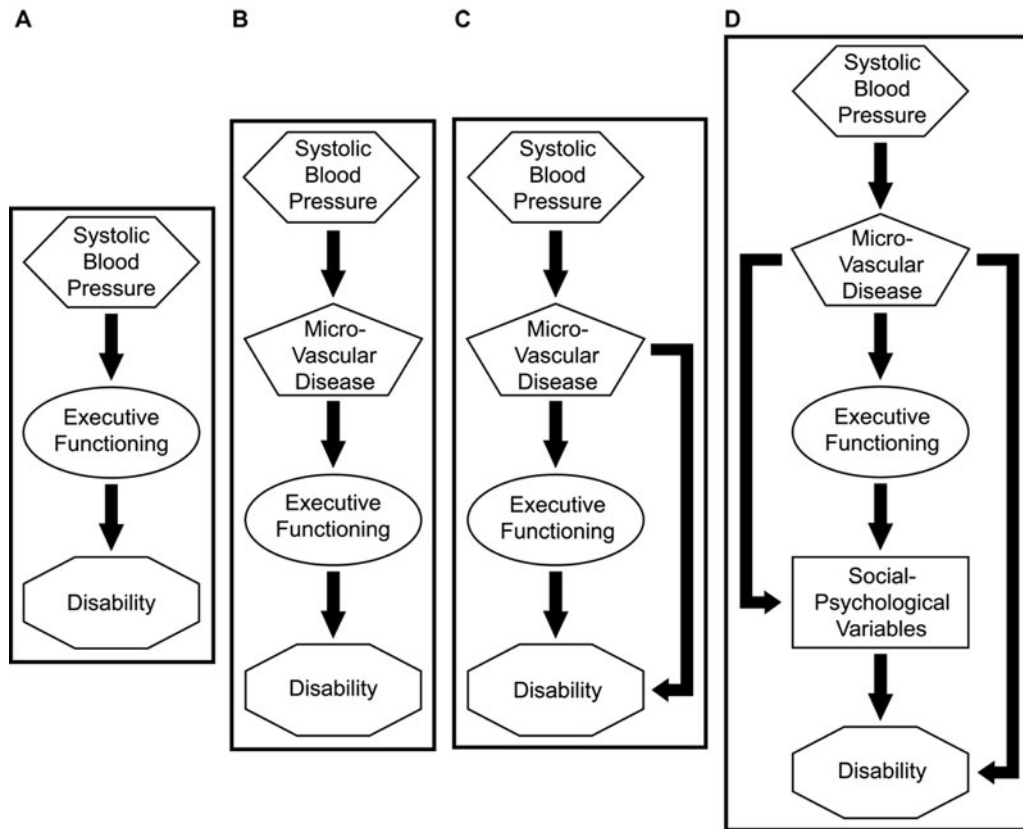 A
Systolic
Blood
Pressure
Executive
Functioning
Disability
B
Systolic
Blood
Pressure
Micro-
Vascular
Disease
Executive
Functioning
Disability
C
Systolic
Blood
Pressure
Micro-
Vascular
Disease
Executive
Functioning
Disability
D
Systolic
Blood
Pressure
Micro-
Vascular
Disease
Executive
Functioning
Social-
Psychological
Variables
Disability